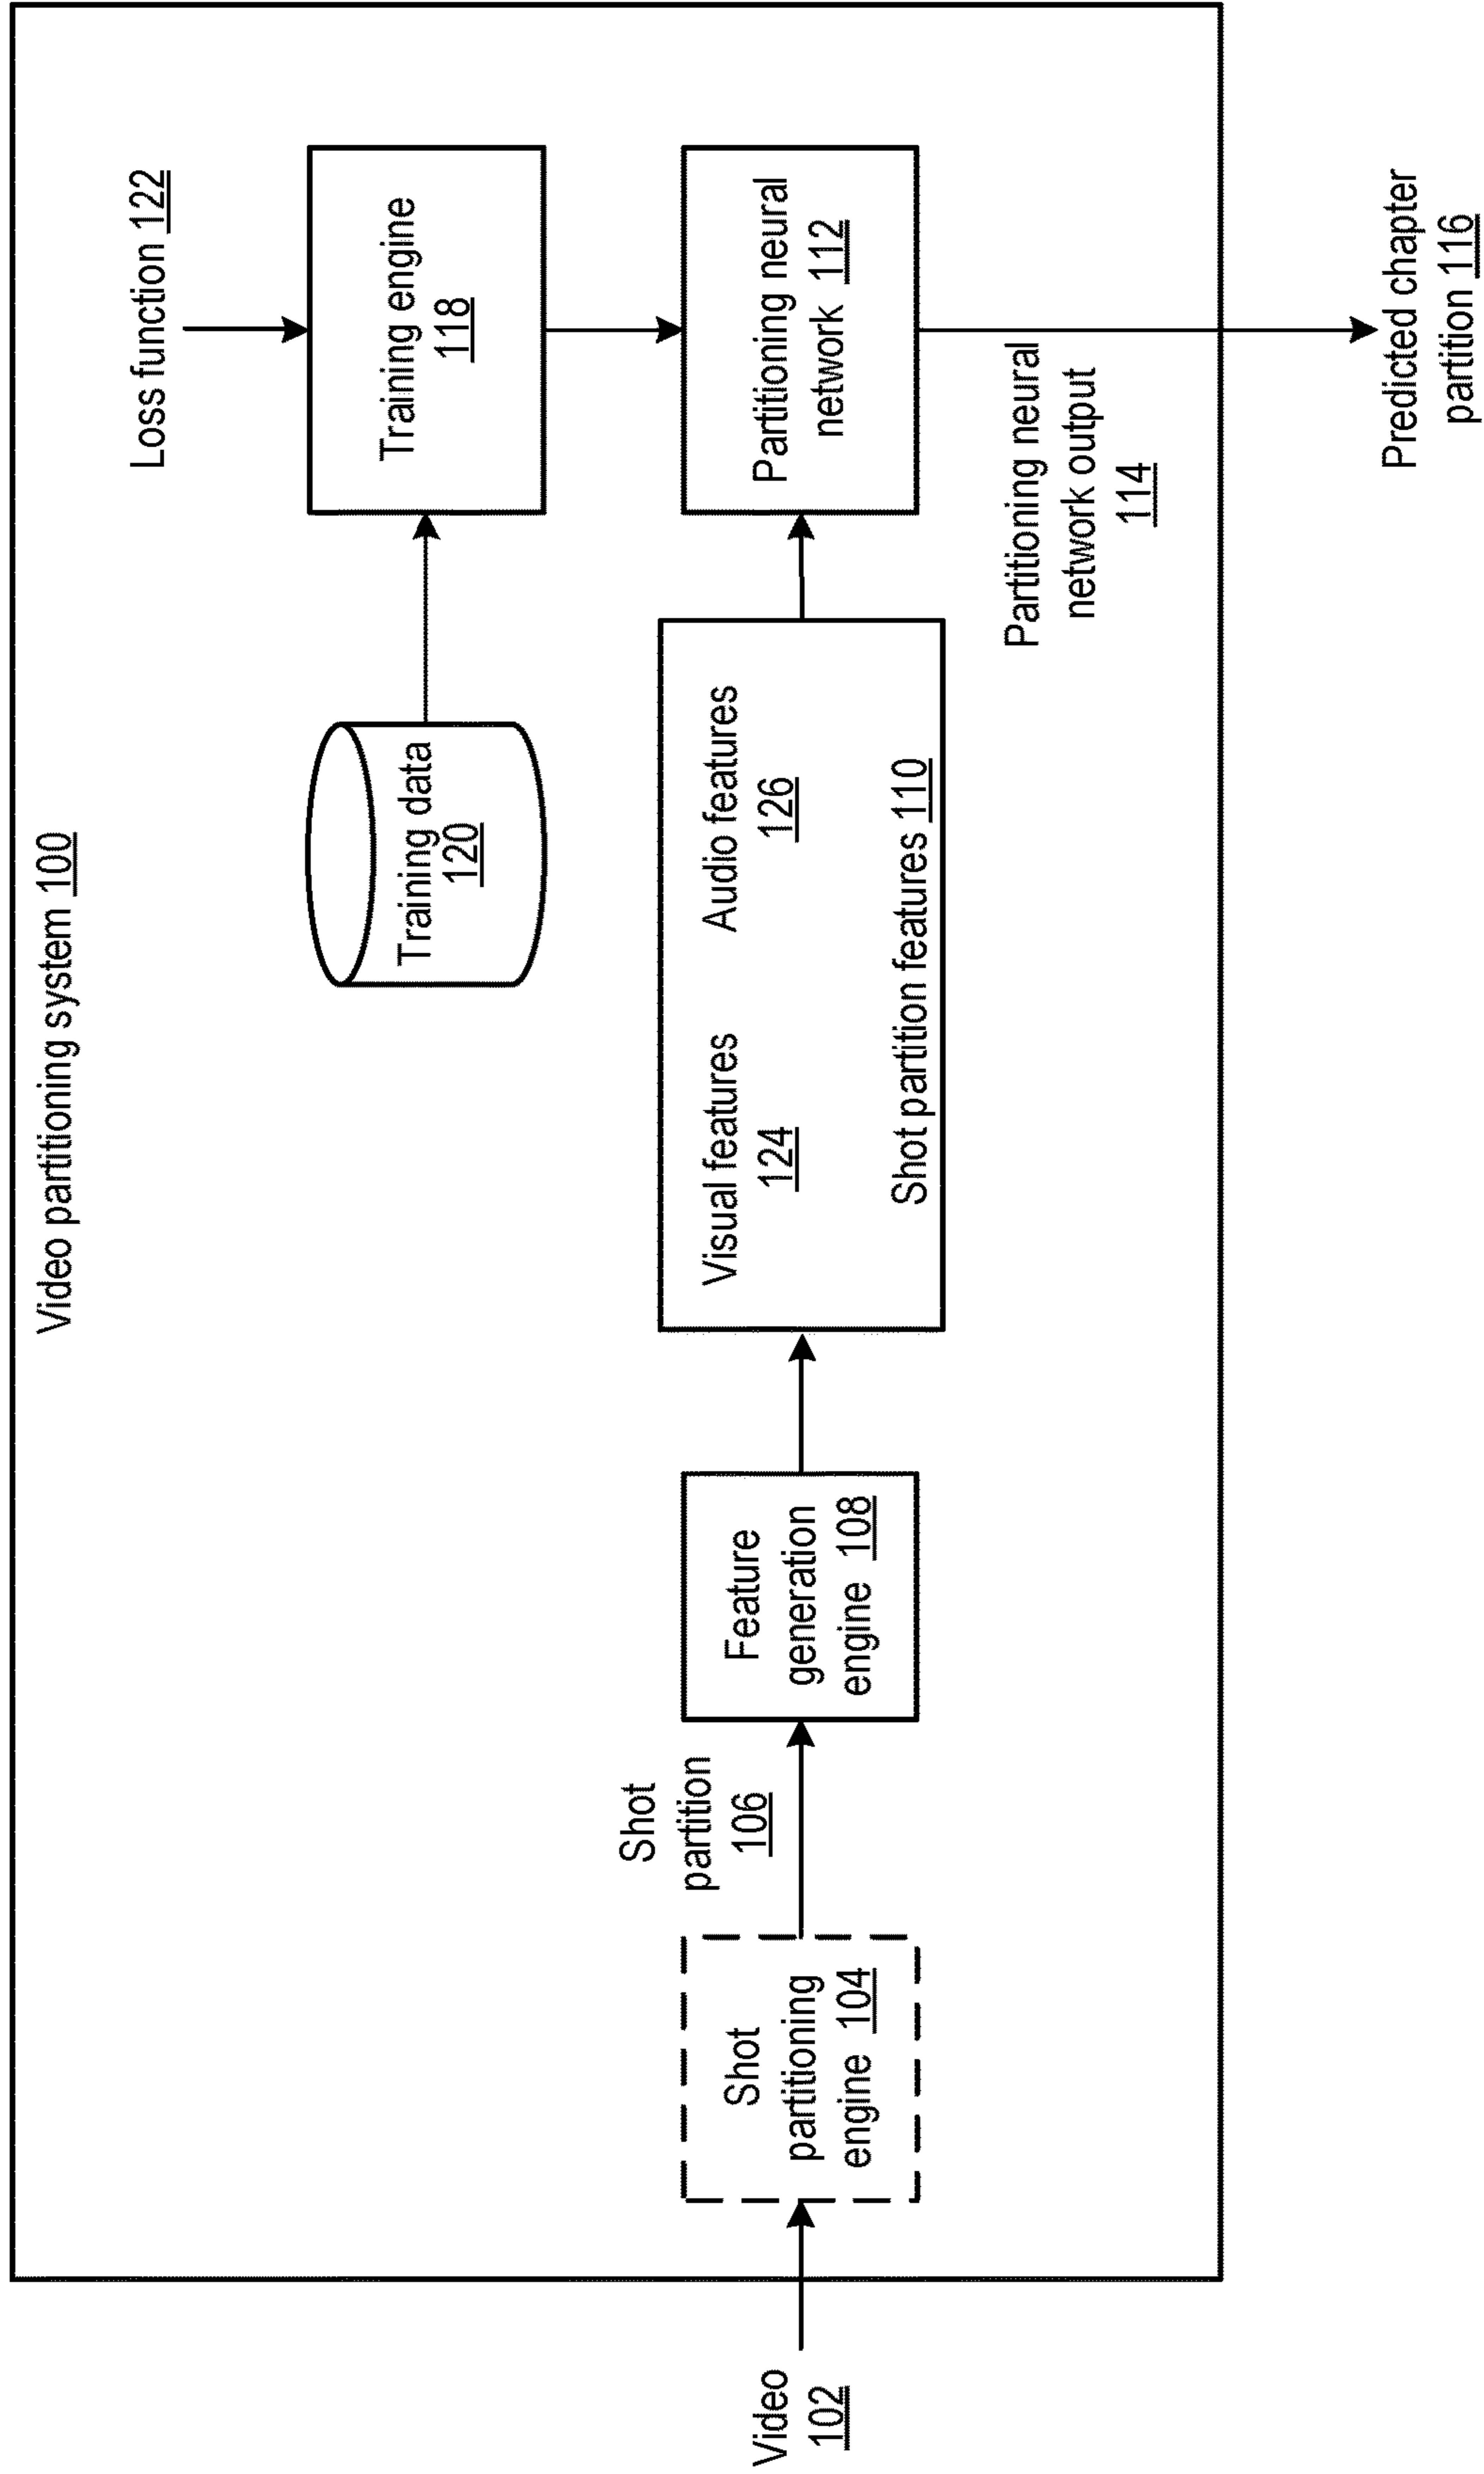 Video partitioning system 100
Loss function 122
Training data
120
Training engine
118
Video
102
Shot
partitioning
engine 104
Shot
partition
106
Feature
generation
engine 108
Visual features
124
Audio features
126
Shot partition features 110
Partitioning neural
network 112
Partitioning neural
network output
114
Predicted chapter
partition 116